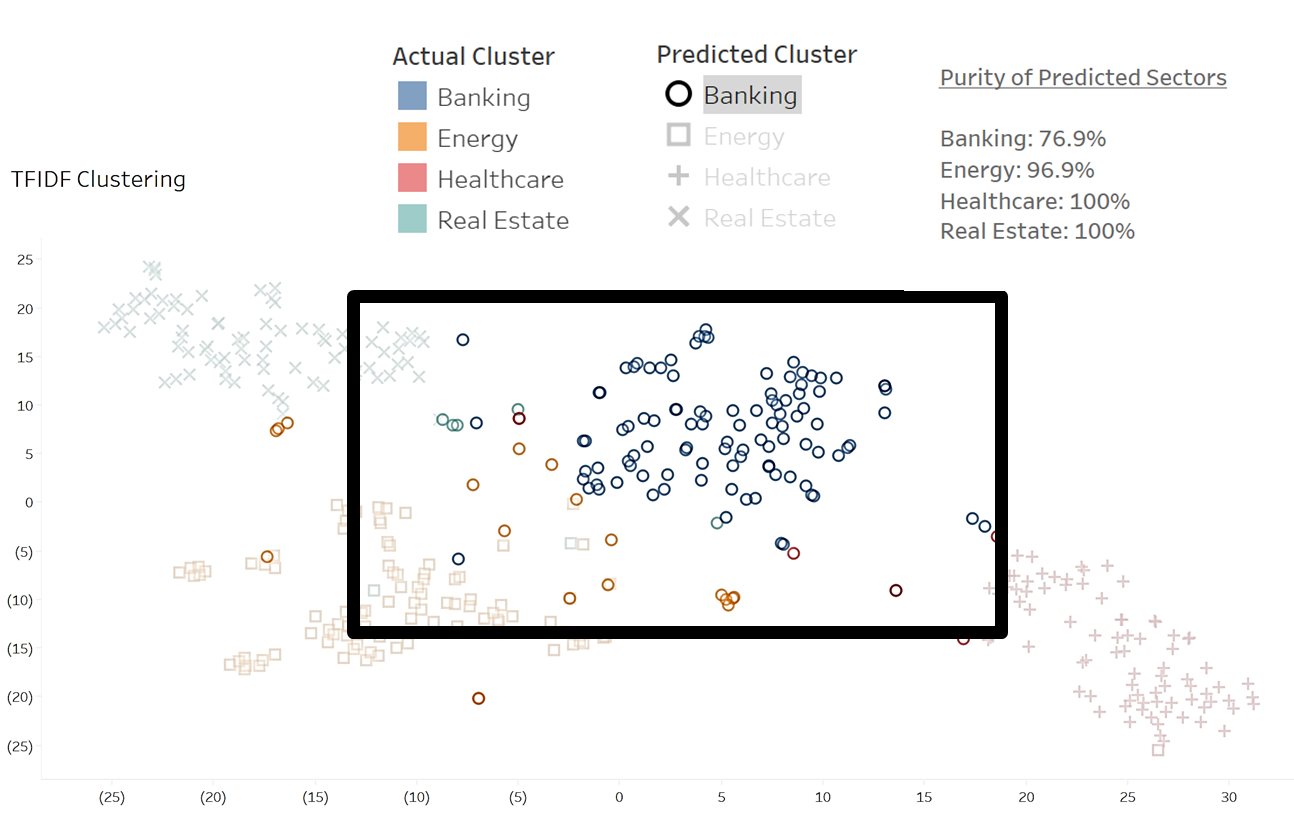 Actual Cluster
Banking
Energy
Healthcare
Real Estate
Predicted Cluster
Banking
Energy
Healthcare
Real Estate
Purity of Predicted Sectors
Banking: 76.9%
Energy: 96.9%
Healthcare: 100%
Real Estate: 100%
TFIDF Clustering
25
20
15
10
5
0
(5)
(10)
(15)
(20)
(25)
(25) (20) (15) (10) (5) 0 5 10 15 20 25 30